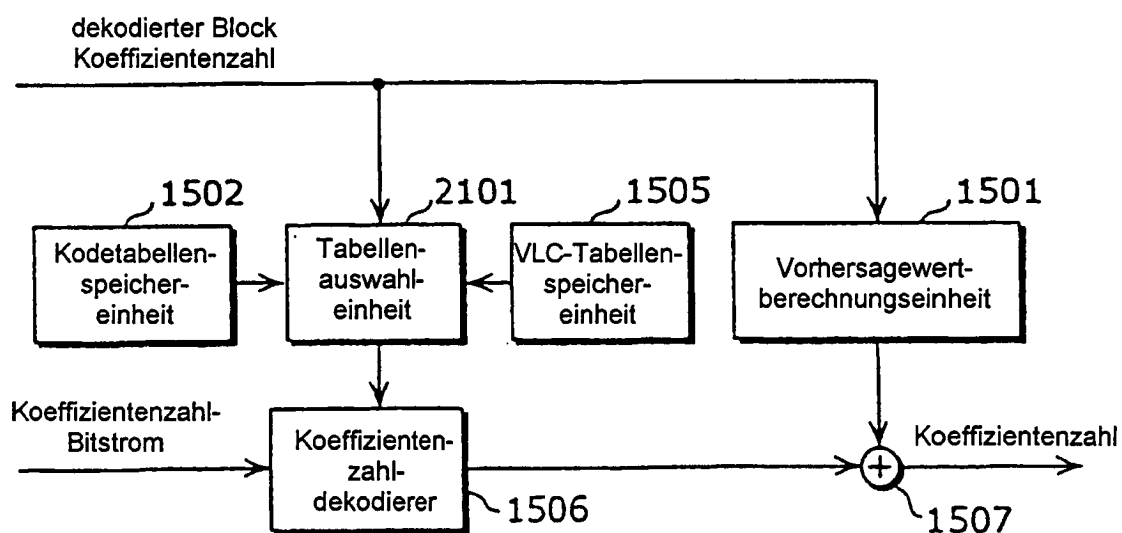 dekodierter Block
Koeffizientenzahl
1502
2101
1505
1501
Kodetabellen-
speicher-
einheit
Tabellen-
auswahl-
einheit
VLC-Tabellen-
speicher-
einheit
Vorhersagewert-
berechnungseinheit
Koeffizientenzahl-
Bitstrom
Koeffizienten-
zahl-
dekodierer
Koeffizientenzahl
+
1506
1507